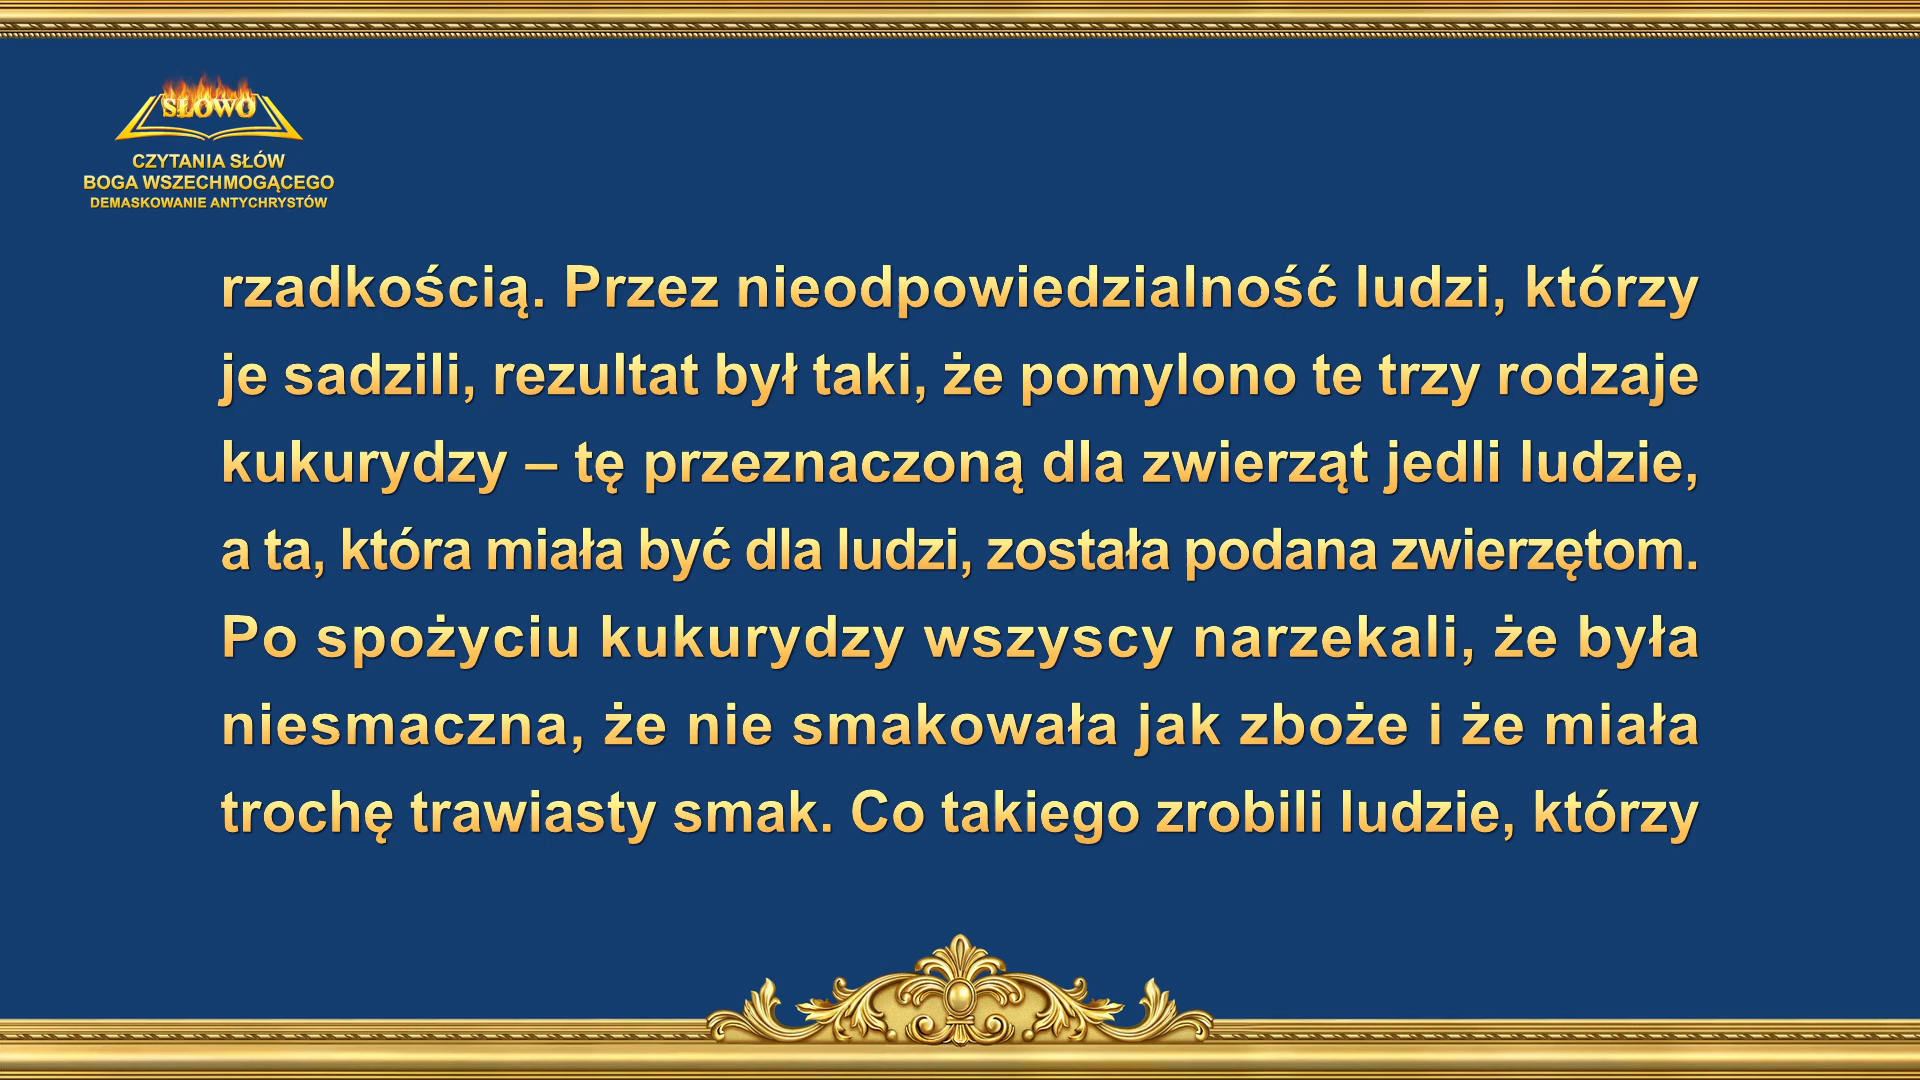 SŁOWO
CZYTANIA SŁÓW
BOGA WSZECHMOGĄCEGO
DEMASKOWANIE ANTYCHRYSTÓW
rzadkością. Przez nieodpowiedzialność ludzi, którzy
je sadzili, rezultat był taki, że pomylono te trzy rodzaje
kukurydzy – tę przeznaczoną dla zwierząt jedli ludzie,
a ta, która miała być dla ludzi, została podana zwierzętom.
Po spożyciu kukurydzy wszyscy narzekali, że była
niesmaczna, że nie smakowała jak zboże i że miała
trochę trawiasty smak. Co takiego zrobili ludzie, którzy